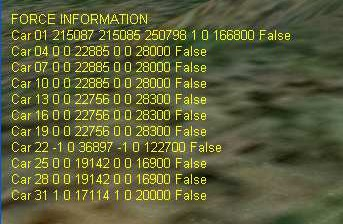 FORCE INFORMATION
Car 01 215087 215085 250798 1 0 166800 False
Car 04 0 0 22885 0 0 28000 False
Car 07 0 0 22885 0 0 28000 False
Car 10 0 0 22885 0 0 28000 False
Car 13 0 0 22756 0 0 28300 False
Car 16 0 0 22756 0 0 28300 False
Car 19 0 0 22756 0 0 28300 False
Car 22 -1 0 36897 -1 0 122700 False
Car 25 0 0 19142 0 0 16900 False
Car 28 0 0 19142 0 0 16900 False
Car 31 1 0 17114 1 0 20000 False